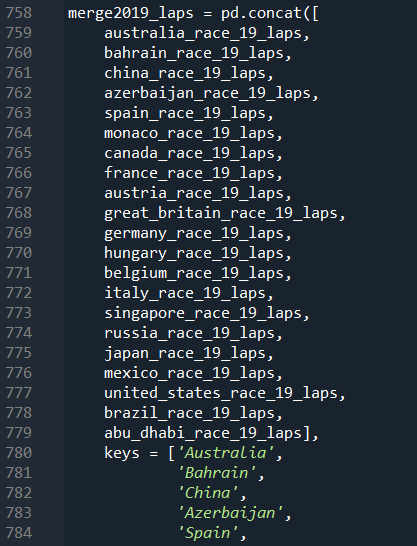 758 merge2019_laps = pd.concat([
759 australia_race_19_laps,
760 bahrain_race_19_laps,
761 china_race_19_laps,
762 azerbaijan_race_19_laps,
763 spain_race_19_laps,
764 monaco_race_19_laps,
765 canada_race_19_laps,
766 france_race_19_laps,
767 austria_race_19_laps,
768 great_britain_race_19_laps,
769 germany_race_19_laps,
770 hungary_race_19_laps,
771 belgium_race_19_laps,
772 italy_race_19_laps,
773 singapore_race_19_laps,
774 russia_race_19_laps,
775 japan_race_19_laps,
776 mexico_race_19_laps,
777 united_states_race_19_laps,
778 brazil_race_19_laps,
779 abu_dhabi_race_19_laps],
780 keys = ['Australia',
781 'Bahrain',
782 'China',
783 'Azerbaijan',
784 'Spain',